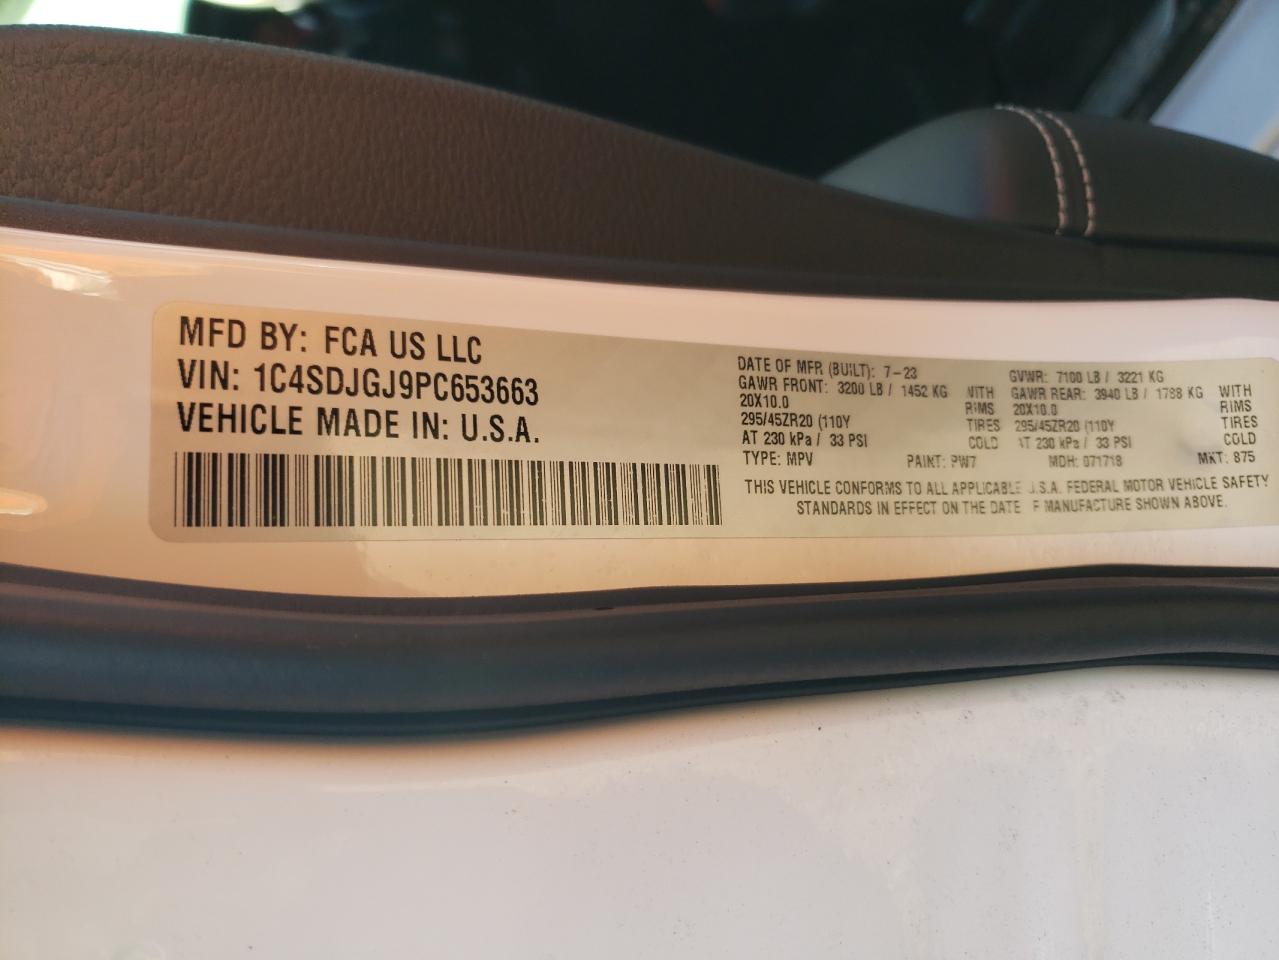 MFD BY: FCA US LLC
VIN: 1C4SDJGJ9PC653663
VEHICLE MADE IN: U.S.A.
DATE OF MFR (BUILT): 7-23 GVWR: 7100 LB / 3221 KG
GAWR FRONT: 3200 LB / 1452 KG WITH GAWR REAR: 3940 LB / 1788 KG WITH
20X10.0 RIMS 20X10.0 RIMS
295/45ZR20 (110Y TIRES 295/45ZR20 (110Y TIRES
AT 230 kPa / 33 PSI COLD AT 230 kPa / 33 PSI COLD
TYPE: MPV PAINT: PW7 MDH: 071718 MKT: 875
THIS VEHICLE CONFORMS TO ALL APPLICABLE .S.A. FEDERAL MOTOR VEHICLE SAFETY
STANDARDS IN EFFECT ON THE DATE F MANUFACTURE SHOWN ABOVE.